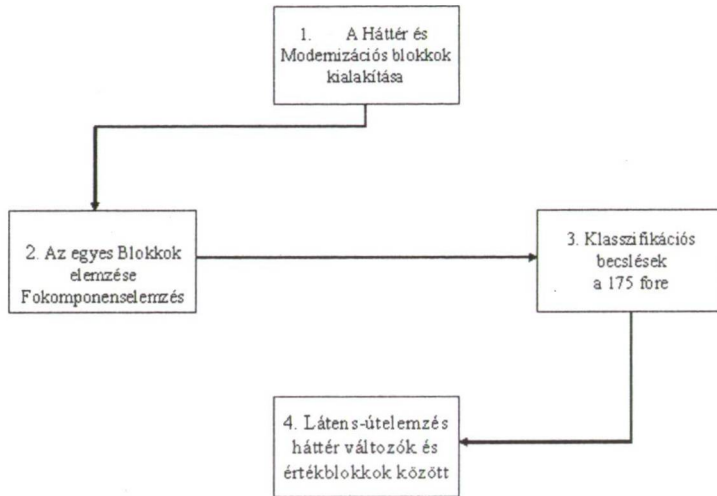 1. A Háttér és
Modernizációs blokkok
kialakítása
2. Az egyes Blokkok
elemzése
Fokomponenselemzés
3. Klasszifikációs
becslések
a 175 fore
4. Látens-útelemzés
háttér változók és
értékblokkok között